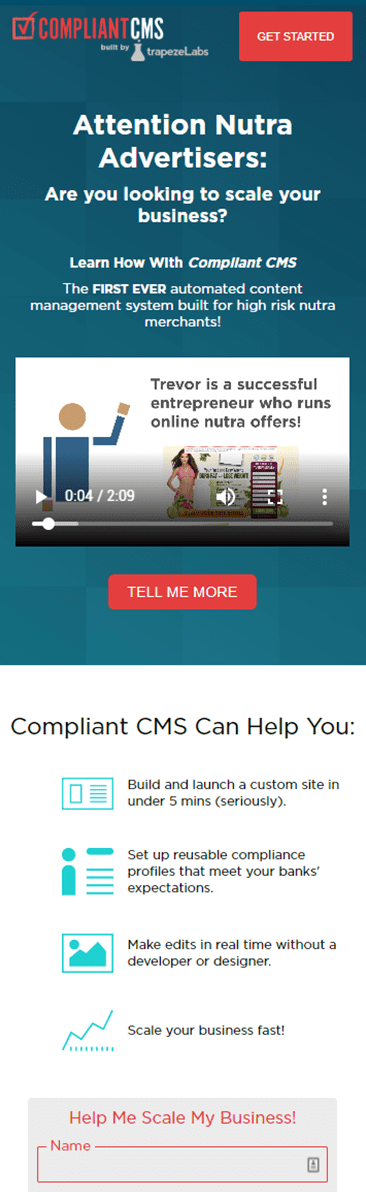 COMPLIANTCMS
built by trapezeLabs
GET STARTED
Attention Nutra
Advertisers:
Are you looking to scale your
business?
Learn How With Compliant CMS
The FIRST EVER automated content
management system built for high risk nutra
merchants!
Trevor is a successful
entrepreneur who runs
online nutra offers!
0:04 / 2:09
TELL ME MORE
Compliant CMS Can Help You:
Build and launch a custom site in
under 5 mins (seriously).
Set up reusable compliance
profiles that meet your banks'
expectations.
Make edits in real time without a
developer or designer.
Scale your business fast!
Help Me Scale My Business!
Name